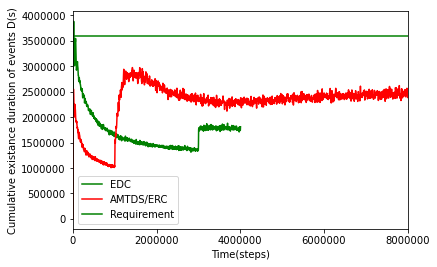 Cumulative existance duration of events D(s)
4000000
3500000
3000000
2500000
2000000
1500000
1000000
500000
0
EDC
AMTDS/ERC
Requirement
0 2000000 4000000 6000000 8000000
Time(steps)